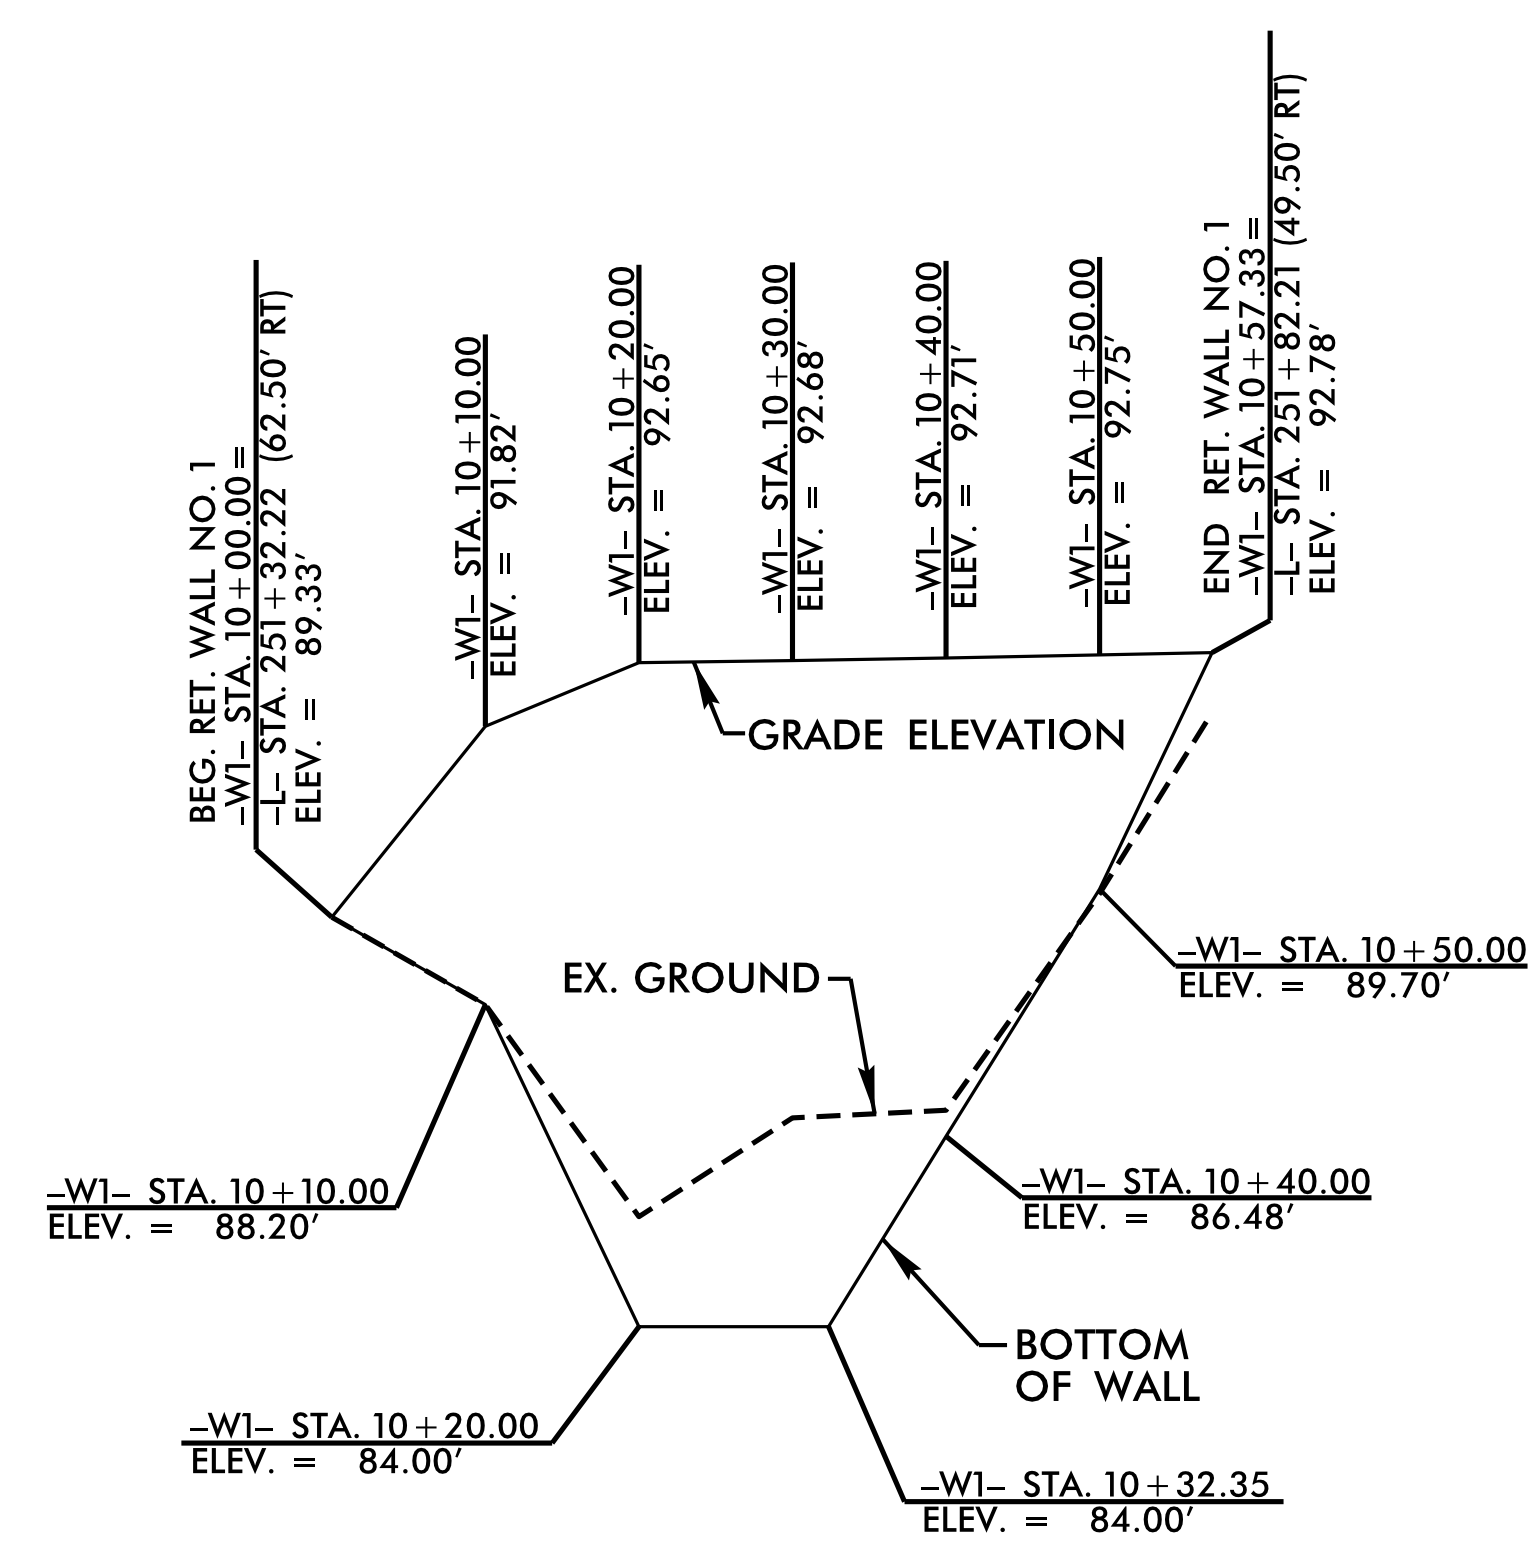 BEG. RET. WALL NO. 1
-W1- STA. 10+00.00 =
-L- STA. 251+32.22 (62.50' RT)
ELEV. = 89.33'
-W1- STA. 10+10.00
ELEV. = 91.82'
-W1- STA. 10+20.00
ELEV. = 92.65'
-W1- STA. 10+30.00
ELEV. = 92.68'
-W1- STA. 10+40.00
ELEV. = 92.71'
-W1- STA. 10+50.00
ELEV. = 92.75'
END RET. WALL NO. 1
-W1- STA. 10+57.33 =
-L- STA. 251+82.21 (49.50' RT)
ELEV. = 92.78'
GRADE ELEVATION
EX. GROUND
-W1- STA. 10+50.00
ELEV. = 89.70'
-W1- STA. 10+10.00
ELEV. = 88.20'
-W1- STA. 10+40.00
ELEV. = 86.48'
BOTTOM
OF WALL
-W1- STA. 10+20.00
ELEV. = 84.00'
-W1- STA. 10+32.35
ELEV. = 84.00'